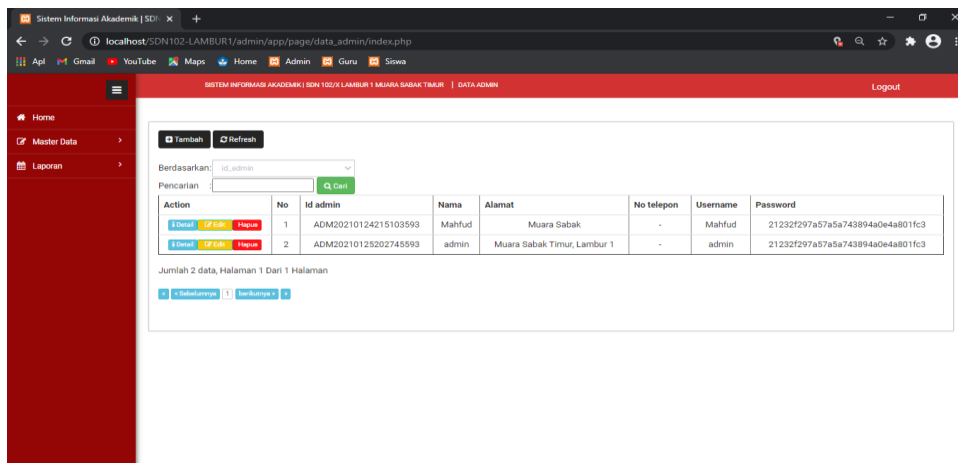 Sistem Informasi Akademik | SDN
localhost/SDN102-LAMBUR1/admin/app/page/data_admin/index.php
Apl Gmail YouTube Maps Home Admin Guru Siswa
SISTEM INFORMASI AKADEMIK | SDN 102/X LAMBUR 1 MUARA SABAK TIMUR | DATA ADMIN Logout
Home
Master Data
Laporan
Tambah Refresh
Berdasarkan: id_admin
Pencarian : Cari
Action No Id admin Nama Alamat No telepon Username Password
Detail Edit Hapus 1 ADM20210124215103593 Mahfud Muara Sabak - Mahfud 21232f297a57a5a743894a0e4a801fc3
Detail Edit Hapus 2 ADM20210125202745593 admin Muara Sabak Timur, Lambur 1 - admin 21232f297a57a5a743894a0e4a801fc3
Jumlah 2 data, Halaman 1 Dari 1 Halaman
« « Sebelumnya 1 berikutnya » »